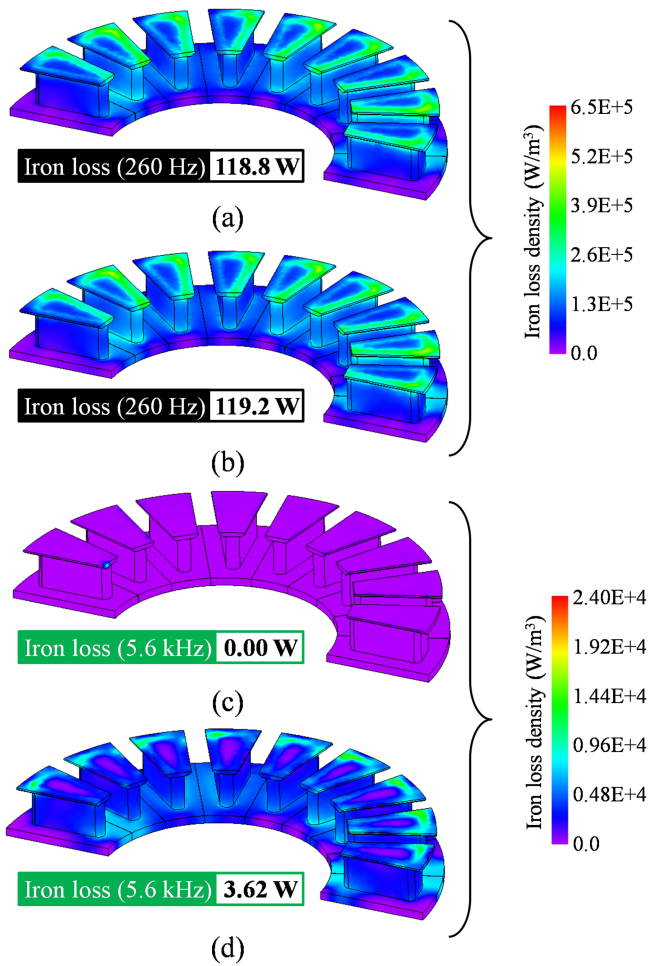 Iron loss (260 Hz) 118.8 W
(a)
Iron loss (260 Hz) 119.2 W
(b)
6.5E+5
5.2E+5
3.9E+5
2.6E+5
1.3E+5
0.0
Iron loss density (W/m³)
Iron loss (5.6 kHz) 0.00 W
(c)
Iron loss (5.6 kHz) 3.62 W
(d)
2.40E+4
1.92E+4
1.44E+4
0.96E+4
0.48E+4
0.0
Iron loss density (W/m³)